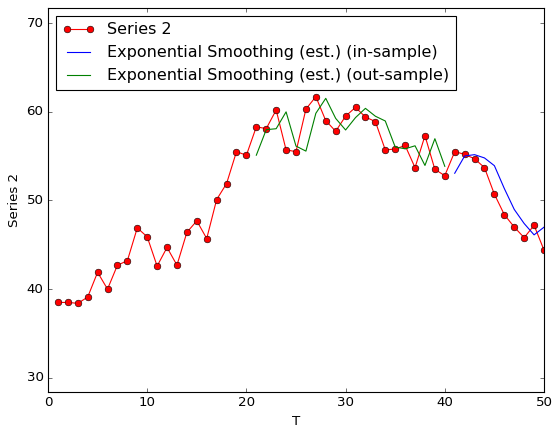 Series 2
Exponential Smoothing (est.) (in-sample)
Exponential Smoothing (est.) (out-sample)
70
60
50
40
30
Series 2
0 10 20 30 40 50
T